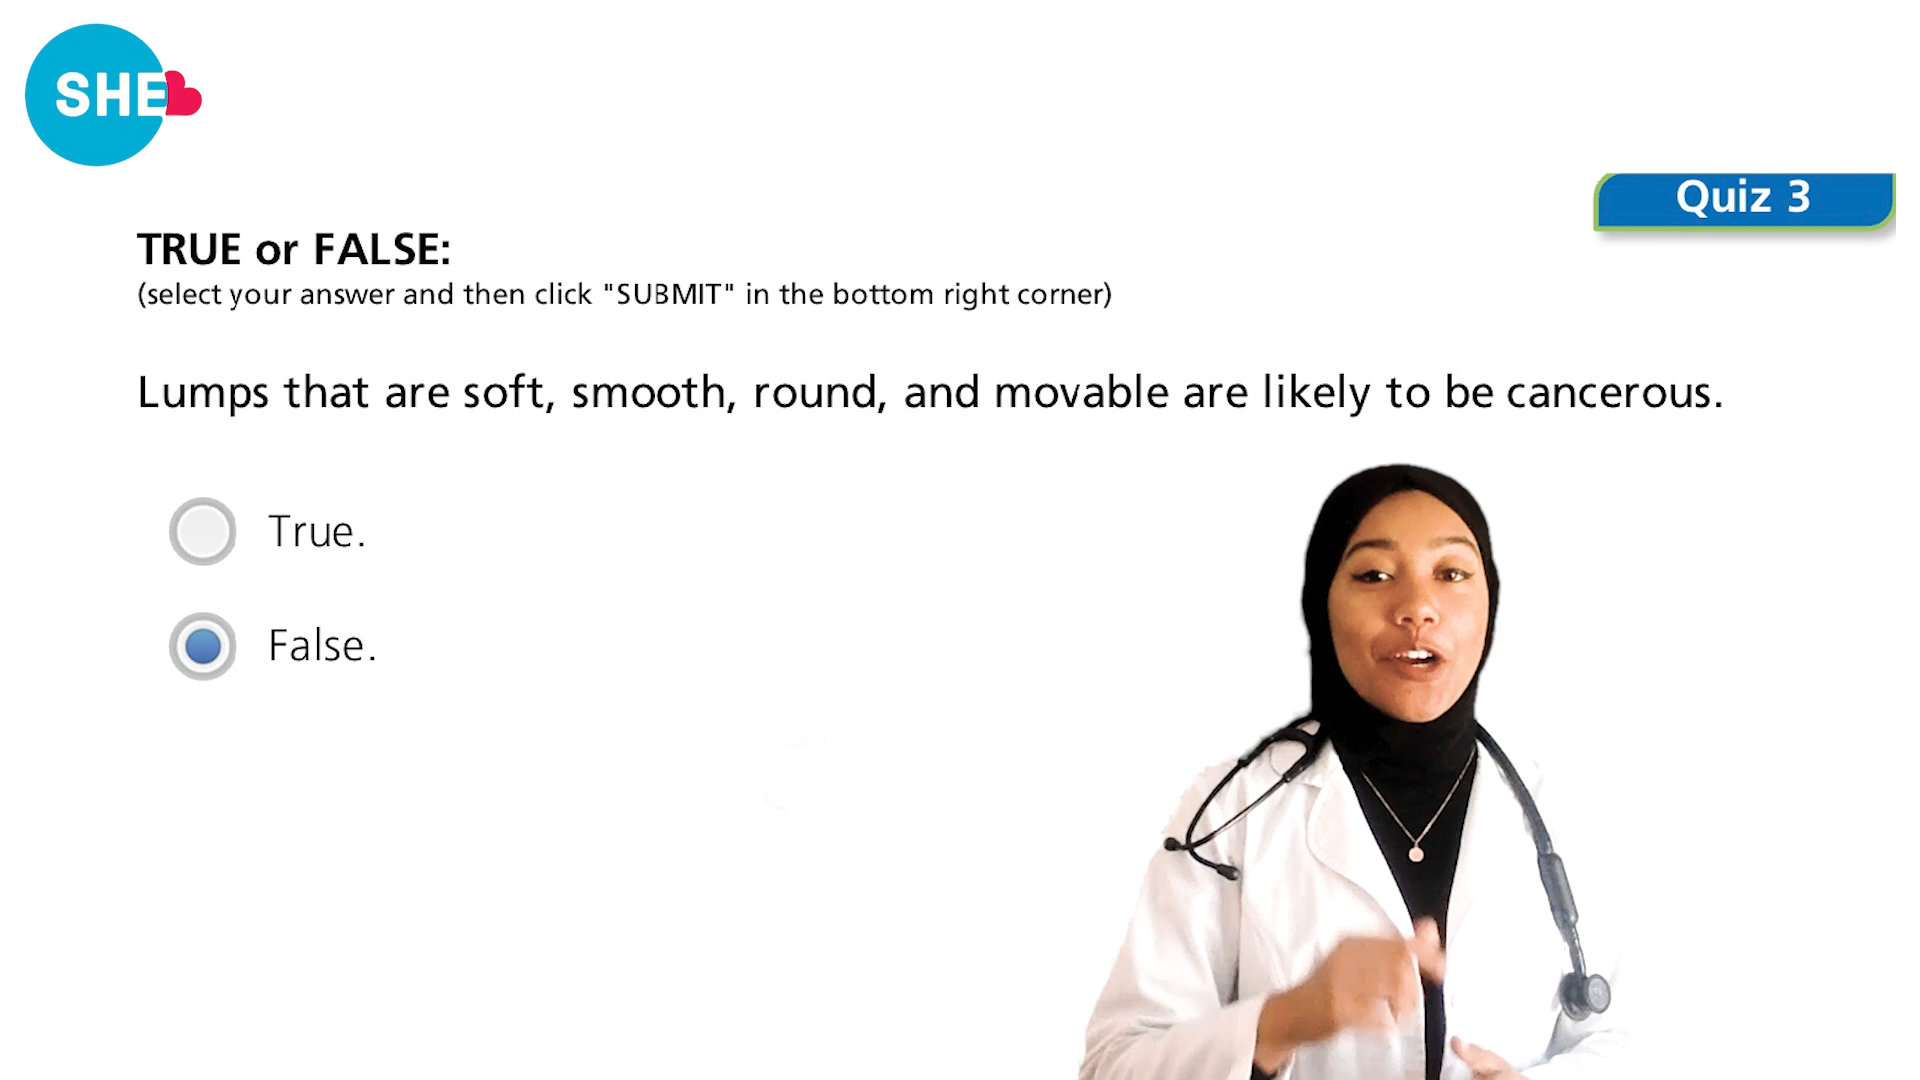 SHE
Quiz 3
TRUE or FALSE:
(select your answer and then click "SUBMIT" in the bottom right corner)
Lumps that are soft, smooth, round, and movable are likely to be cancerous.
True.
False.